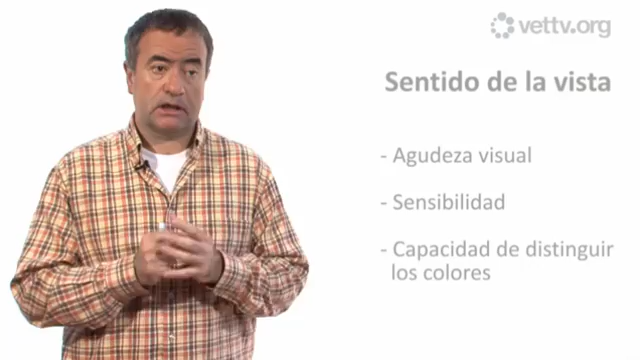 vettv.org
Sentido de la vista
- Agudeza visual
- Sensibilidad
- Capacidad de distinguir
los colores